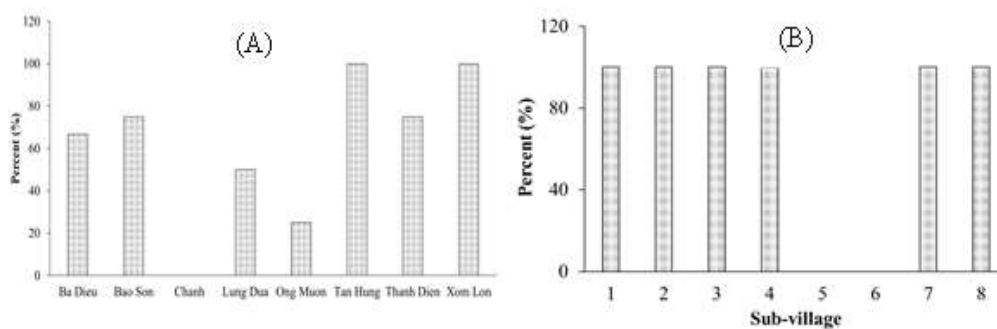 (A)
Percent (%)
120
100
80
60
40
20
0
Ba Dieu Bao Son Chanh Lung Dua Ong Muon Tan Hung Thanh Dien Xom Lon
(B)
Percent (%)
120
80
40
0
1 2 3 4 5 6 7 8
Sub-village